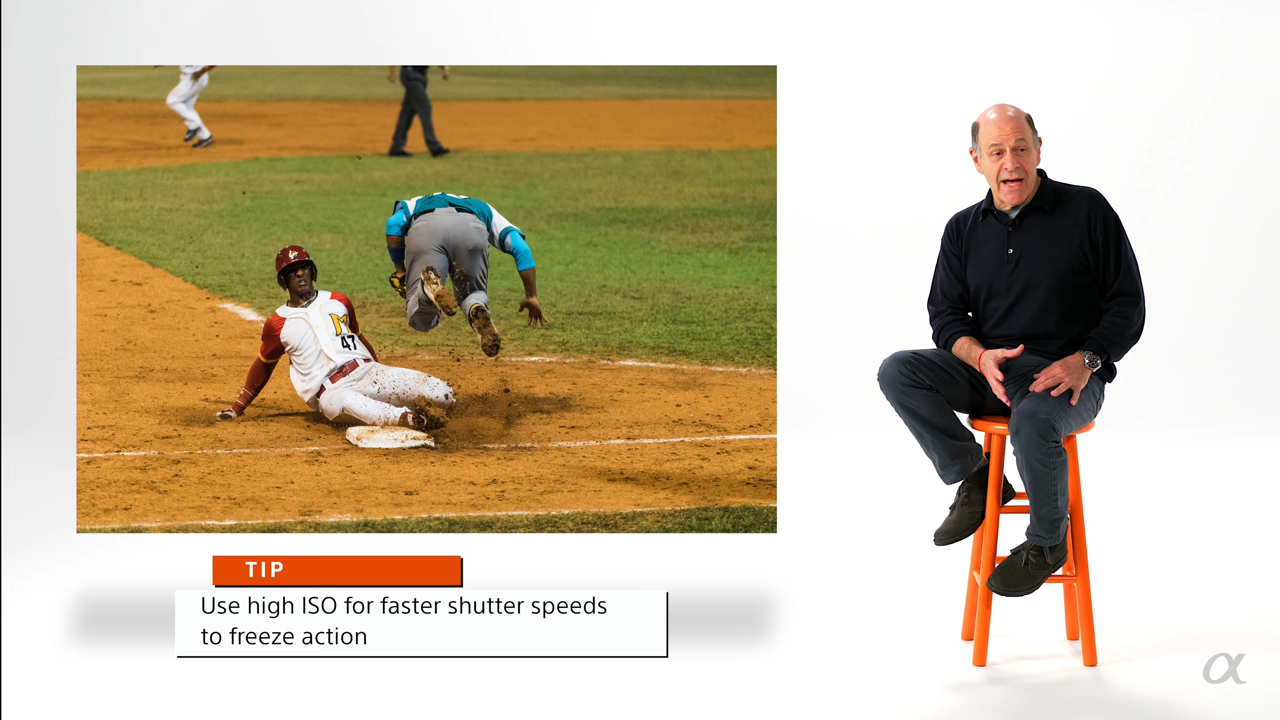 M
47
TIP
Use high ISO for faster shutter speeds
to freeze action
α